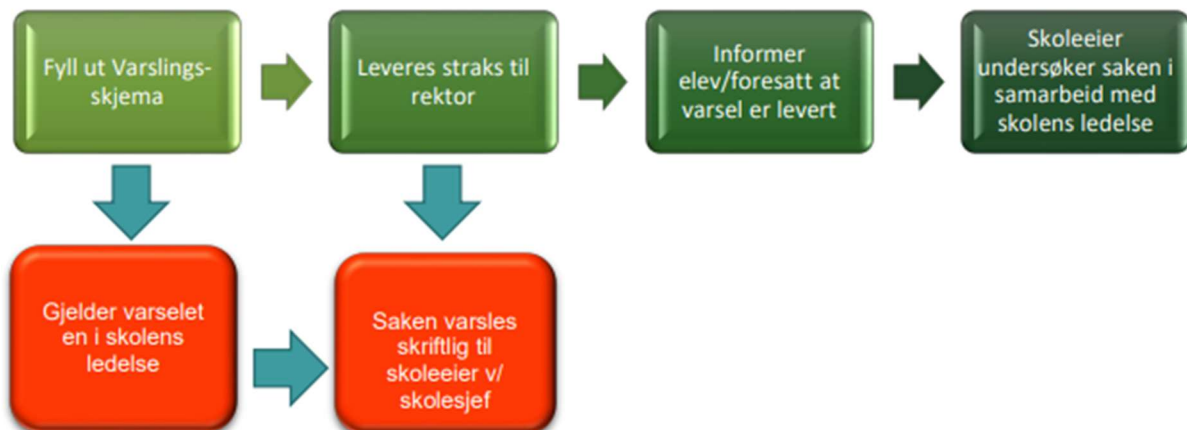 Fyll ut Varslings-
skjema
Leveres straks til
rektor
Informer
elev/foresatt at
varsel er levert
Skoleeier
undersøker saken i
samarbeid med
skolens ledelse
Gjelder varselet
en i skolens
ledelse
Saken varsles
skriftlig til
skoleeier v/
skolesjef